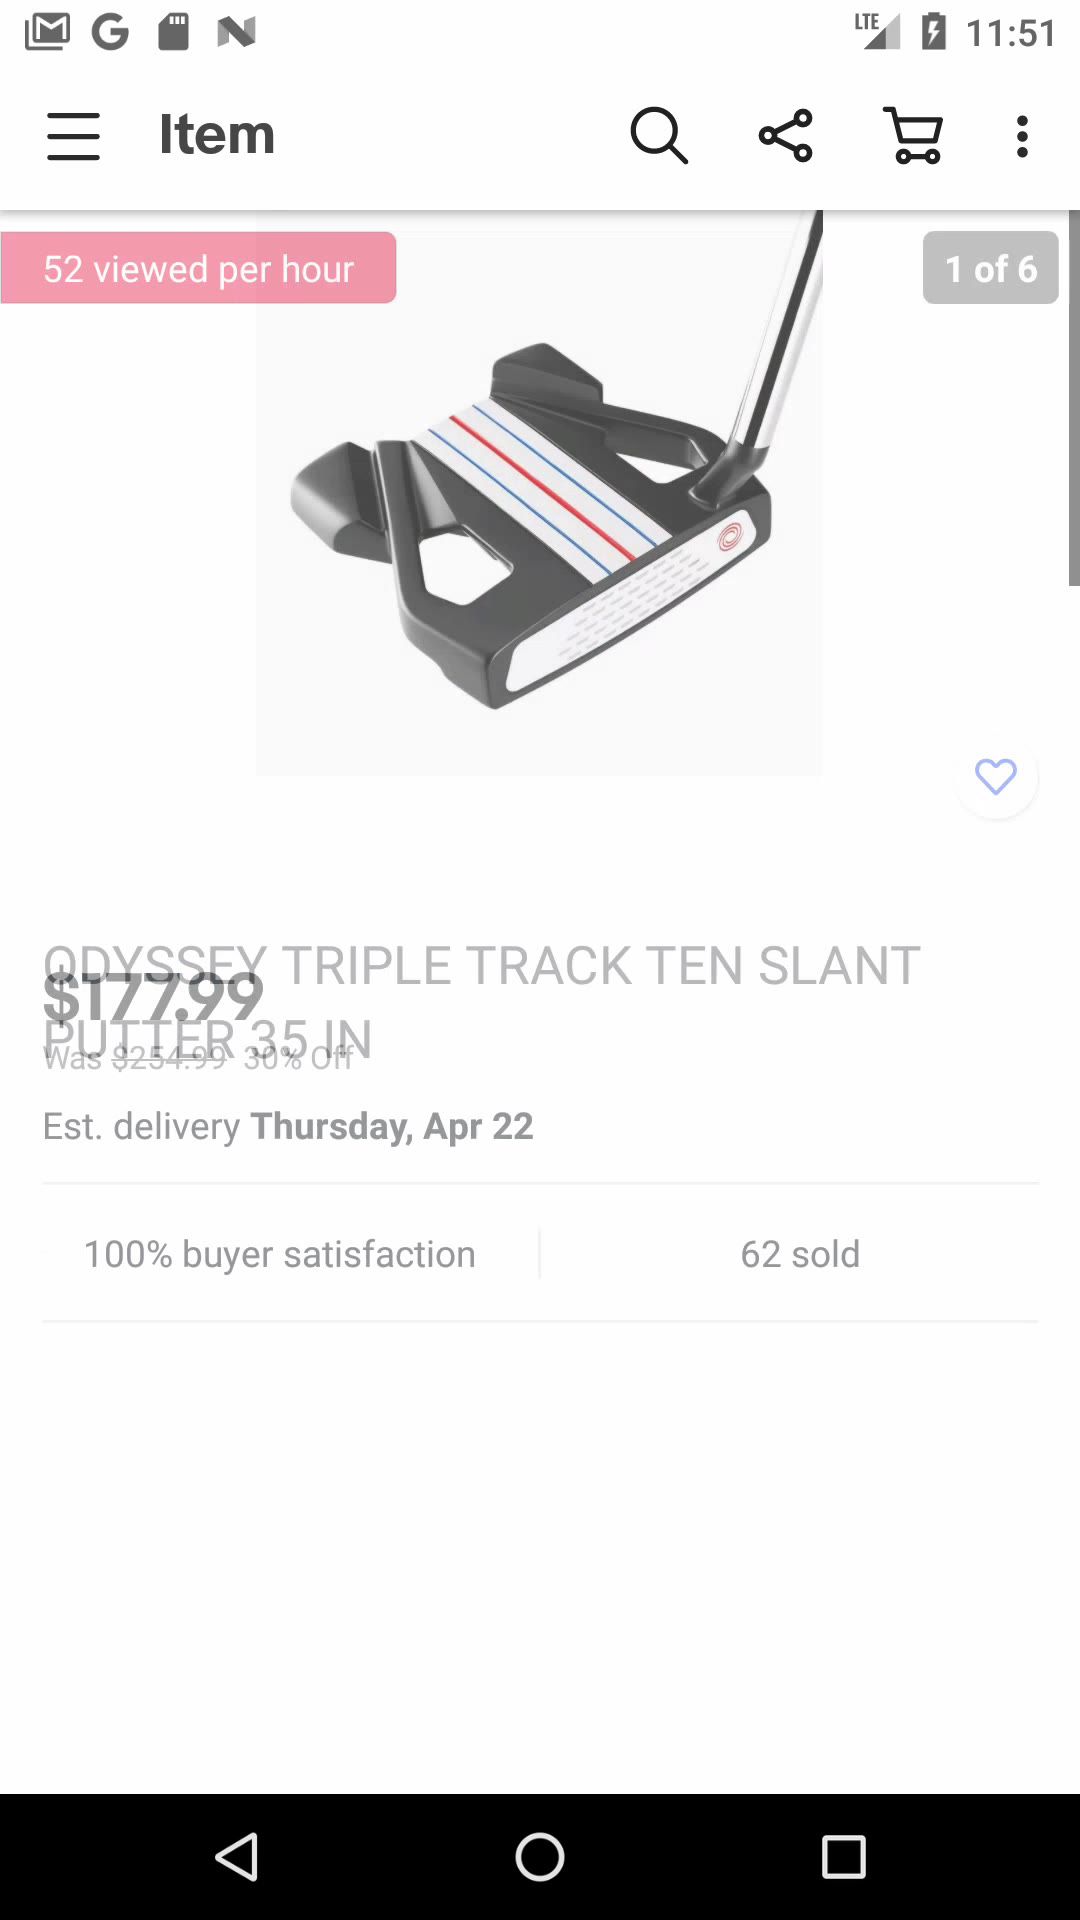 LTE 11:51
Item
52 viewed per hour
1 of 6
ODYSSEY TRIPLE TRACK TEN SLANT
PUTTER 35 IN
$177.99
Was $254.99 30% Off
Est. delivery Thursday, Apr 22
100% buyer satisfaction
62 sold